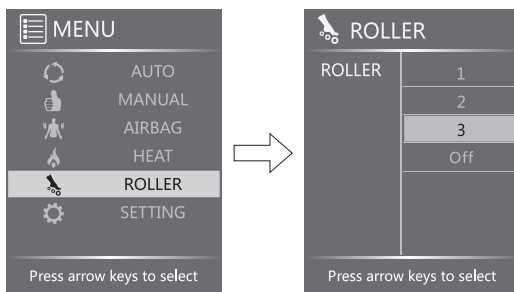 MENU
AUTO
MANUAL
AIRBAG
HEAT
ROLLER
SETTING
Press arrow keys to select
ROLLER
ROLLER
1
2
3
Off
Press arrow keys to select